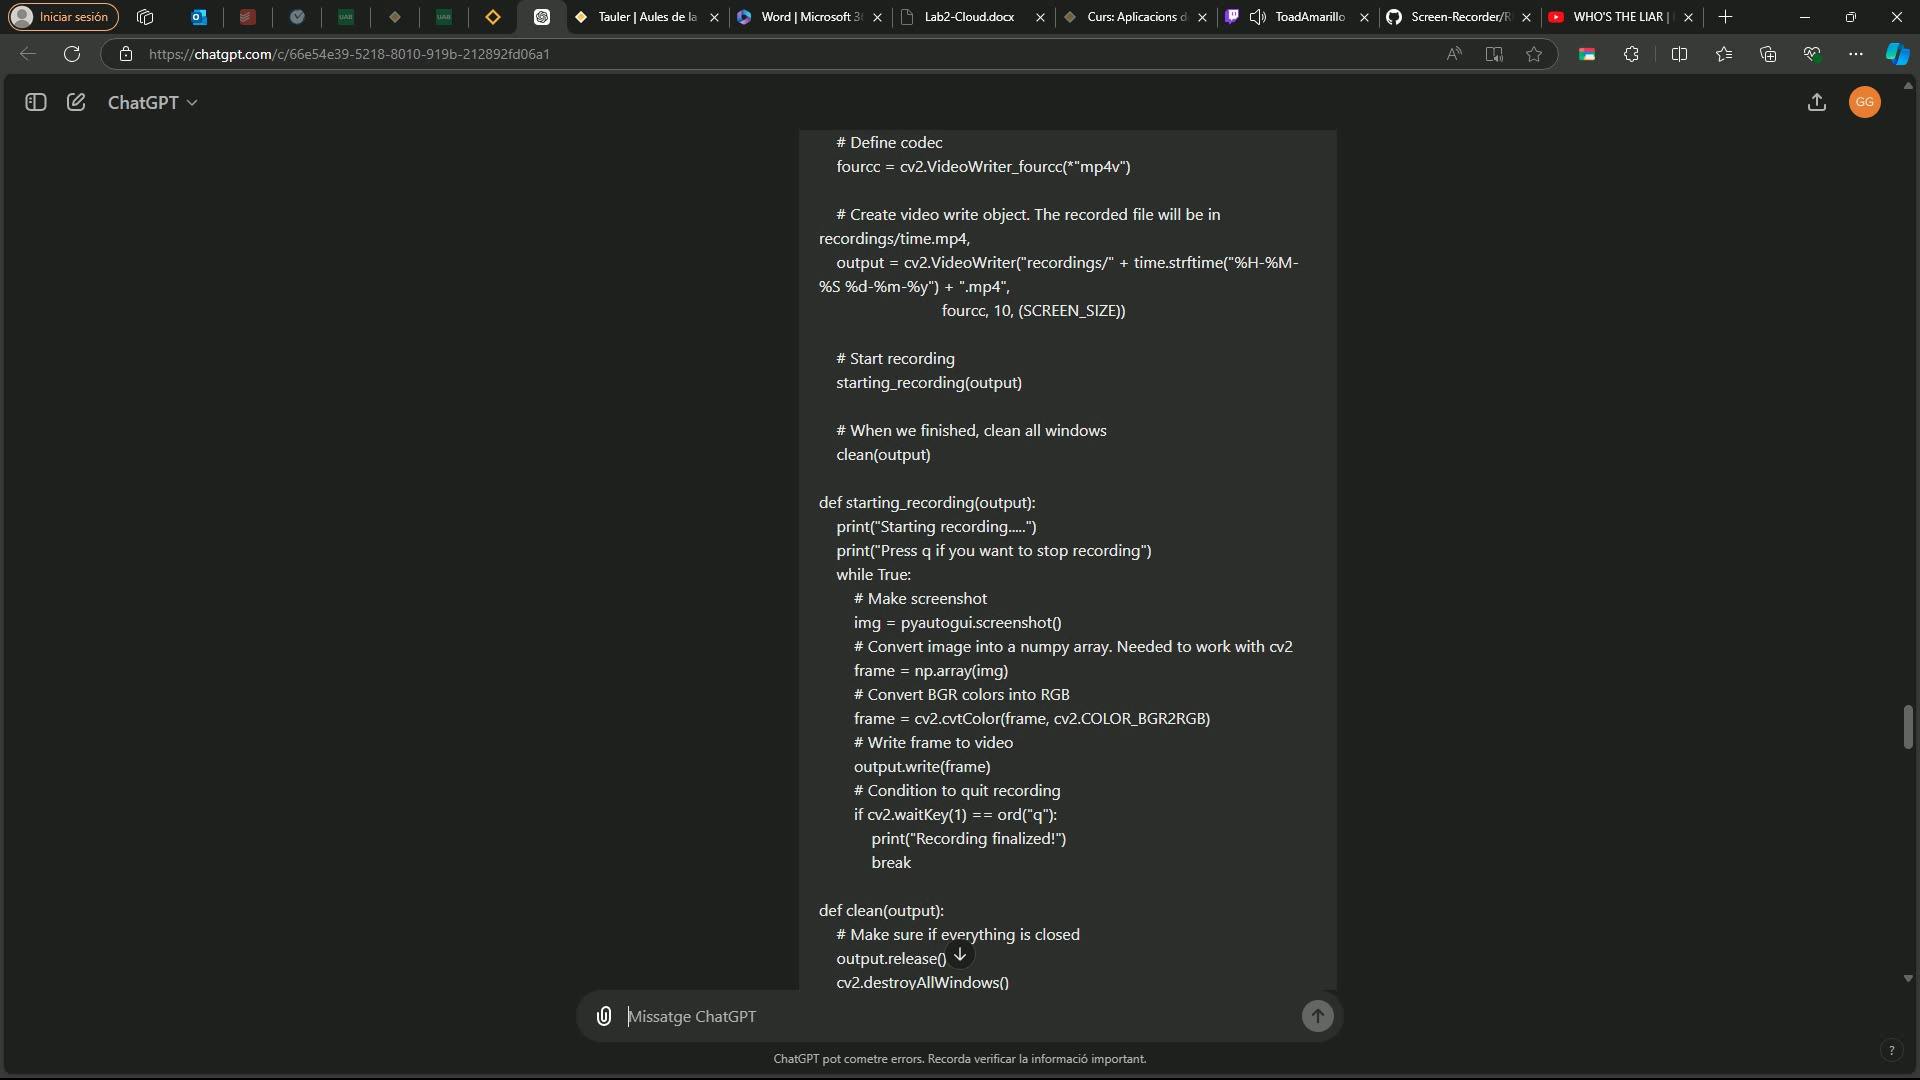 Iniciar sesión
UAB
UAB
Tauler | Aules de la
Word | Microsoft 3
Lab2-Cloud.docx
Curs: Aplicacions d
ToadAmarillo
Screen-Recorder/R
WHO'S THE LIAR |
https://chatgpt.com/c/66e54e39-5218-8010-919b-212892fd06a1
ChatGPT
GG
# Define codec
fourcc = cv2.VideoWriter_fourcc(*"mp4v")
# Create video write object. The recorded file will be in
recordings/time.mp4,
output = cv2.VideoWriter("recordings/" + time.strftime("%H-%M-
%S %d-%m-%y") + ".mp4",
fourcc, 10, (SCREEN_SIZE))
# Start recording
starting_recording(output)
# When we finished, clean all windows
clean(output)
def starting_recording(output):
print("Starting recording.....")
print("Press q if you want to stop recording")
while True:
# Make screenshot
img = pyautogui.screenshot()
# Convert image into a numpy array. Needed to work with cv2
frame = np.array(img)
# Convert BGR colors into RGB
frame = cv2.cvtColor(frame, cv2.COLOR_BGR2RGB)
# Write frame to video
output.write(frame)
# Condition to quit recording
if cv2.waitKey(1) == ord("q"):
print("Recording finalized!")
break
def clean(output):
# Make sure if everything is closed
output.release()
cv2.destroyAllWindows()
Missatge ChatGPT
ChatGPT pot cometre errors. Recorda verificar la informació important.
?